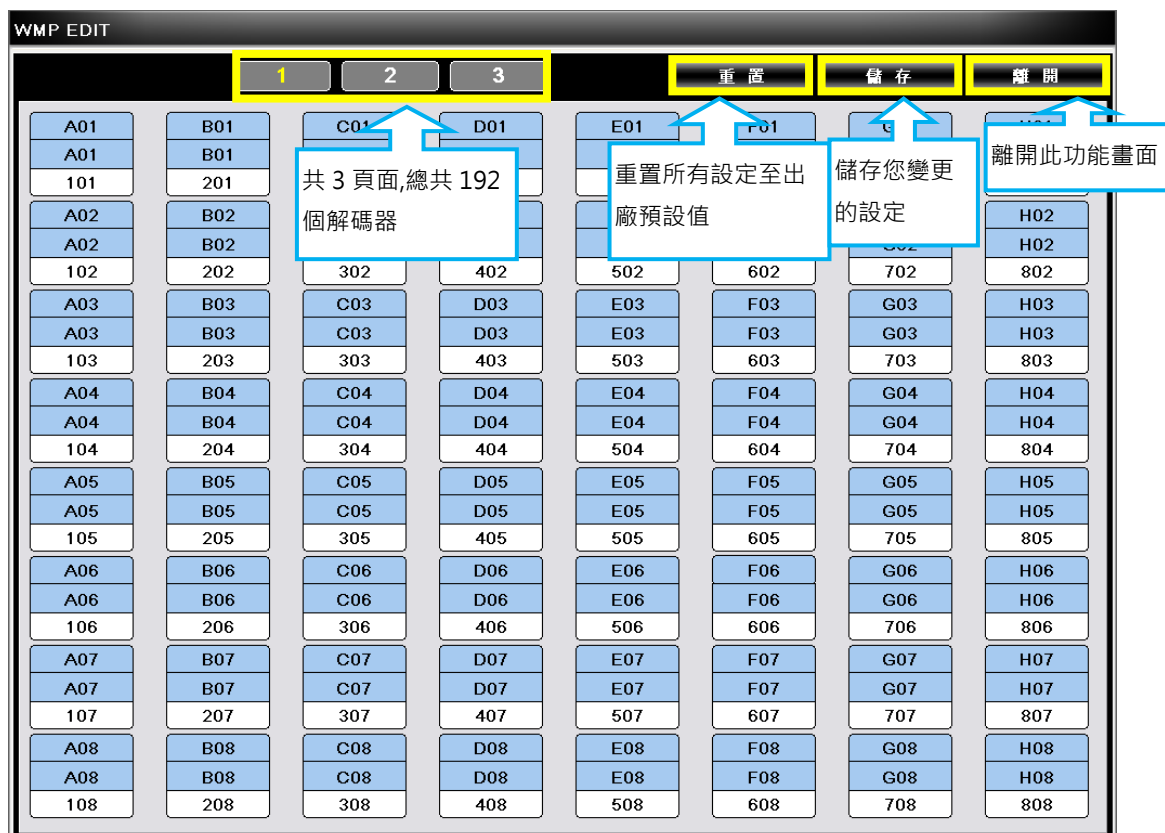 WMP EDIT
1 2 3 重置 儲存 離開
A01 B01 C01 D01 E01 F01
A01 B01
101 201
共 3 頁面,總共 192
個解碼器
重置所有設定至出
廠預設值
儲存您變更
的設定
離開此功能畫面
A02 B02 H02
A02 B02 H02
102 202 302 402 502 602 702 802
A03 B03 C03 D03 E03 F03 G03 H03
A03 B03 C03 D03 E03 F03 G03 H03
103 203 303 403 503 603 703 803
A04 B04 C04 D04 E04 F04 G04 H04
A04 B04 C04 D04 E04 F04 G04 H04
104 204 304 404 504 604 704 804
A05 B05 C05 D05 E05 F05 G05 H05
A05 B05 C05 D05 E05 F05 G05 H05
105 205 305 405 505 605 705 805
A06 B06 C06 D06 E06 F06 G06 H06
A06 B06 C06 D06 E06 F06 G06 H06
106 206 306 406 506 606 706 806
A07 B07 C07 D07 E07 F07 G07 H07
A07 B07 C07 D07 E07 F07 G07 H07
107 207 307 407 507 607 707 807
A08 B08 C08 D08 E08 F08 G08 H08
A08 B08 C08 D08 E08 F08 G08 H08
108 208 308 408 508 608 708 808